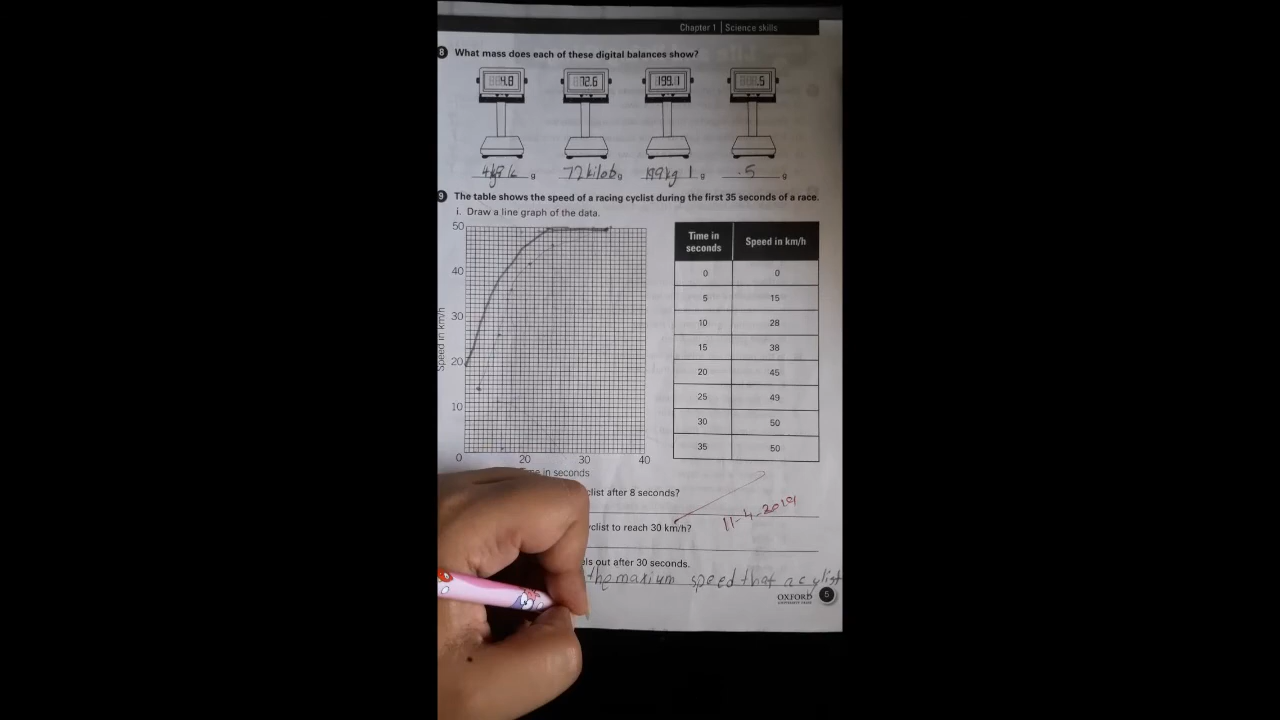 Chapter 1 | Science skills
8 What mass does each of these digital balances show?
4.8 72.6 199.1 .5
g 72 kilob g 199 kg 1 g .5 g
9 The table shows the speed of a racing cyclist during the first 35 seconds of a race.
i. Draw a line graph of the data.
50
40
30
20
10
0 20 30 40
Speed in km/h
in seconds
Time in seconds Speed in km/h
0 0
5 15
10 28
15 38
20 45
25 49
30 50
35 50
clist after 8 seconds?
11-4-2019
yclist to reach 30 km/h?
els out after 30 seconds.
the maxium speed that a cylist
OXFORD
UNIVERSITY PRESS
5